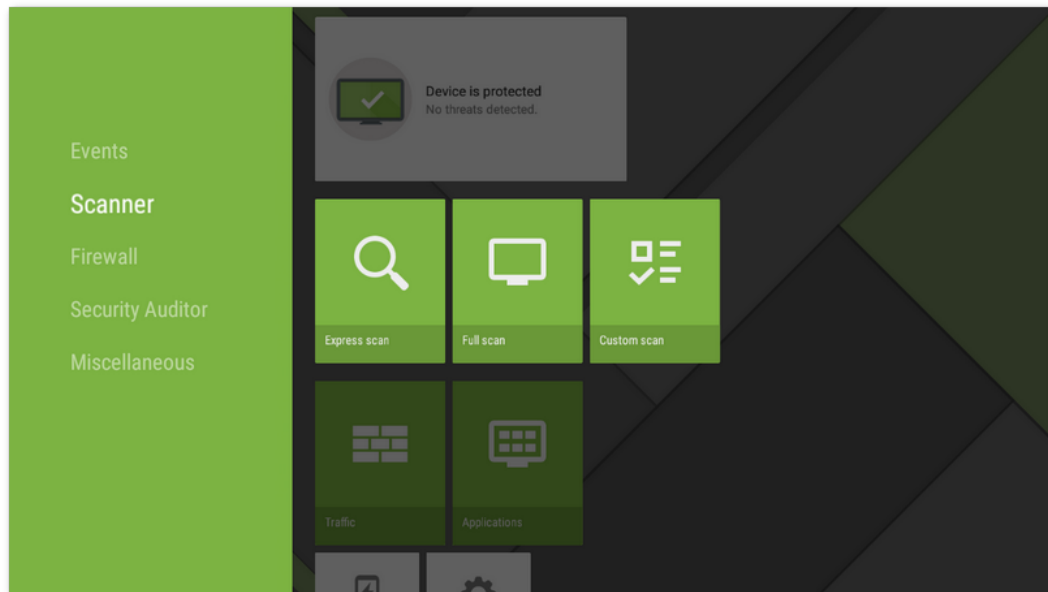 Events
Scanner
Firewall
Security Auditor
Miscellaneous
Device is protected
No threats detected.
Express scan
Full scan
Custom scan
Traffic
Applications